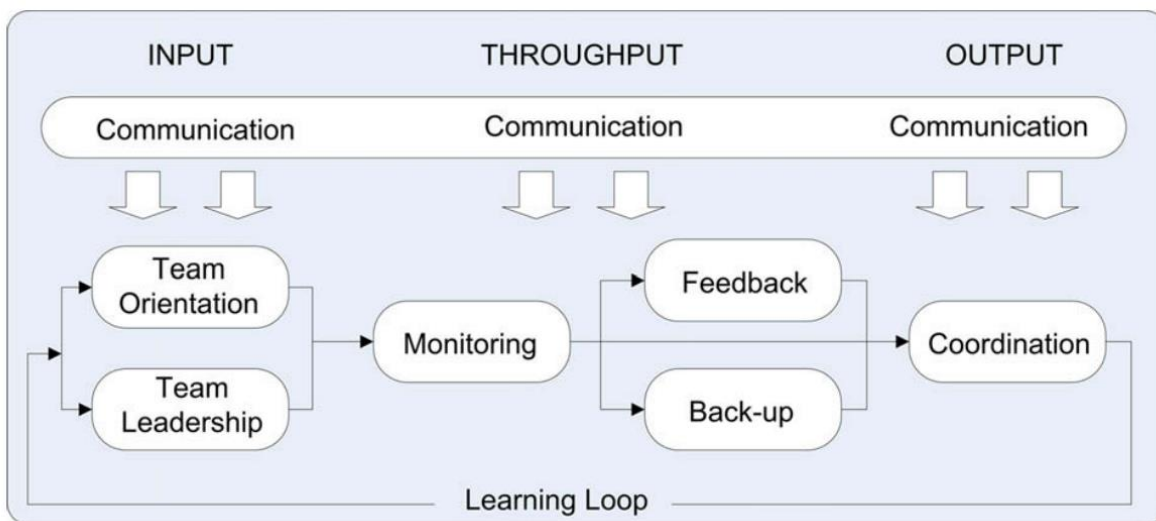 INPUT THROUGHPUT OUTPUT
Communication Communication Communication
Team
Orientation
Feedback
Monitoring
Coordination
Team
Leadership
Back-up
Learning Loop